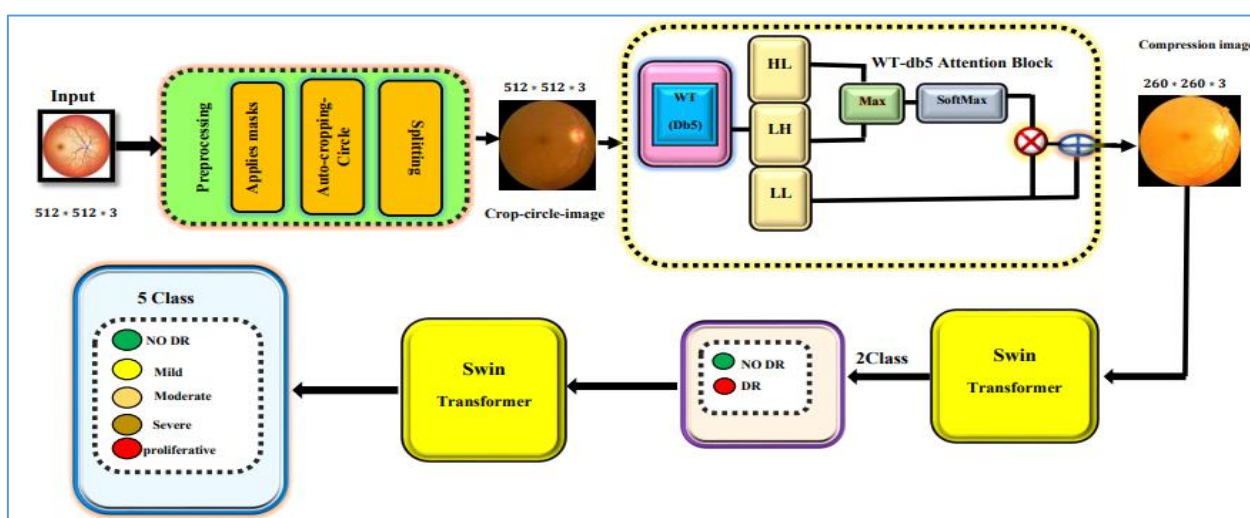 Input
512 * 512 * 3
Preprocessing
Applies masks
Auto-cropping-
Circle
Splitting
512 * 512 * 3
Crop-circle-image
WT
(Db5)
HL
LH
LL
WT-db5 Attention Block
Max
SoftMax
Compression image
260 * 260 * 3
Swin
Transformer
2Class
NO DR
DR
Swin
Transformer
5 Class
NO DR
Mild
Moderate
Severe
proliferative